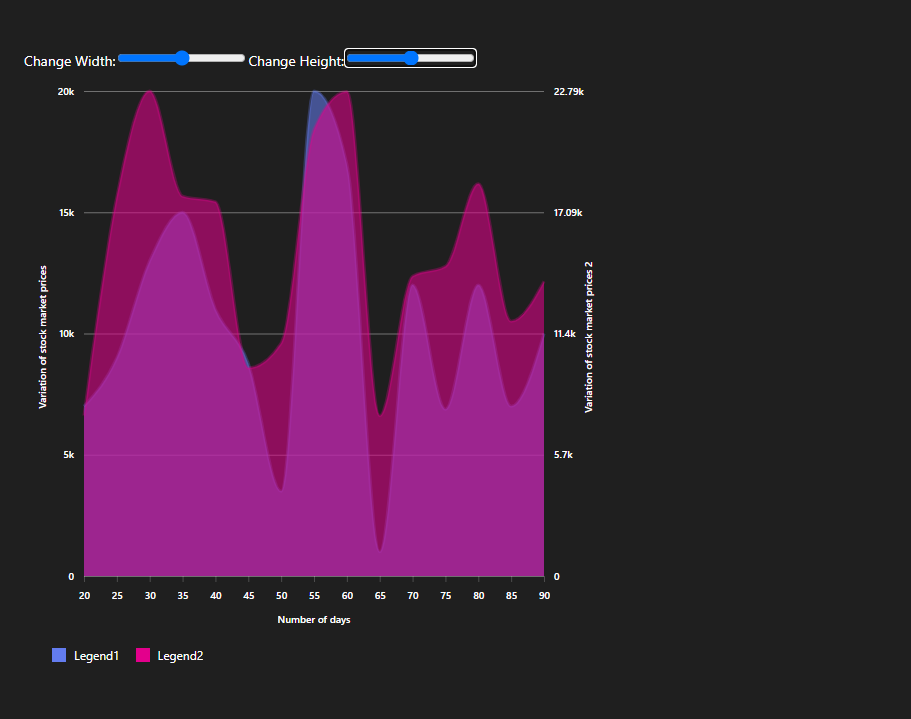 Change Width: Change Height:
20k 22.79k
15k 17.09k
Variation of stock market prices
Variation of stock market prices 2
10k 11.4k
5k 5.7k
0 0
20 25 30 35 40 45 50 55 60 65 70 75 80 85 90
Number of days
Legend1 Legend2